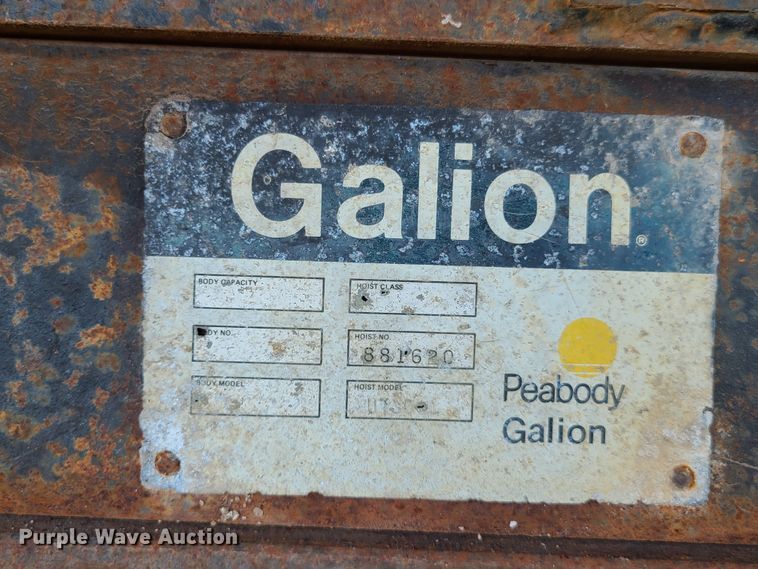 Galion®
BODY CAPACITY
HOIST CLASS
BODY NO.
HOIST NO.
881620
BODY MODEL
HOIST MODEL
Peabody
Galion
Purple Wave Auction